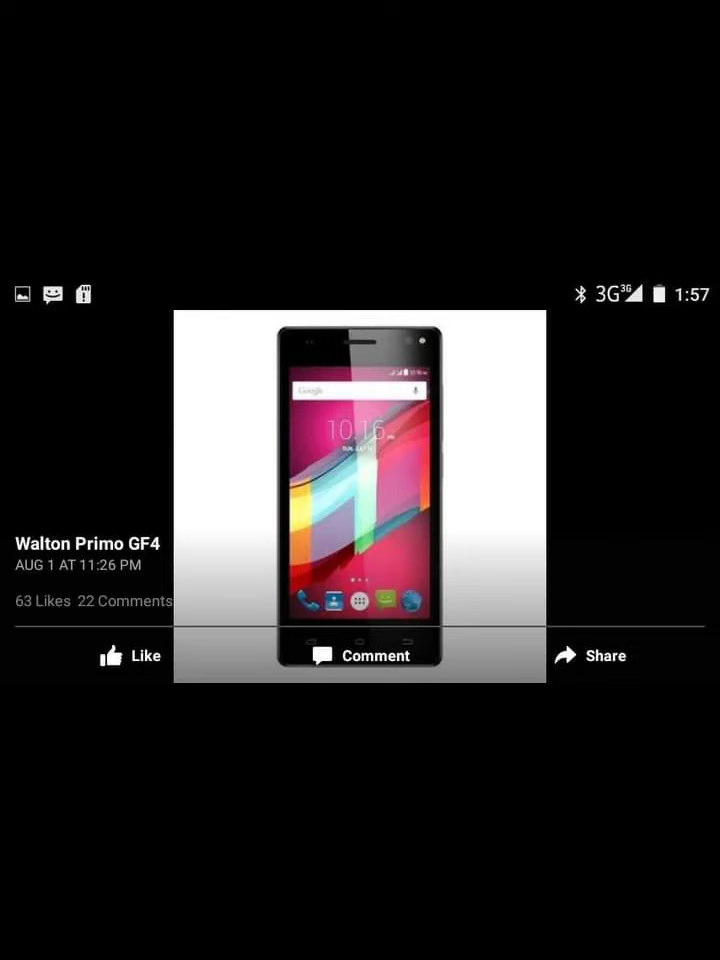 3G 3G 1:57
Google
10:16
Walton Primo GF4
AUG 1 AT 11:26 PM
63 Likes 22 Comments
Like Comment Share